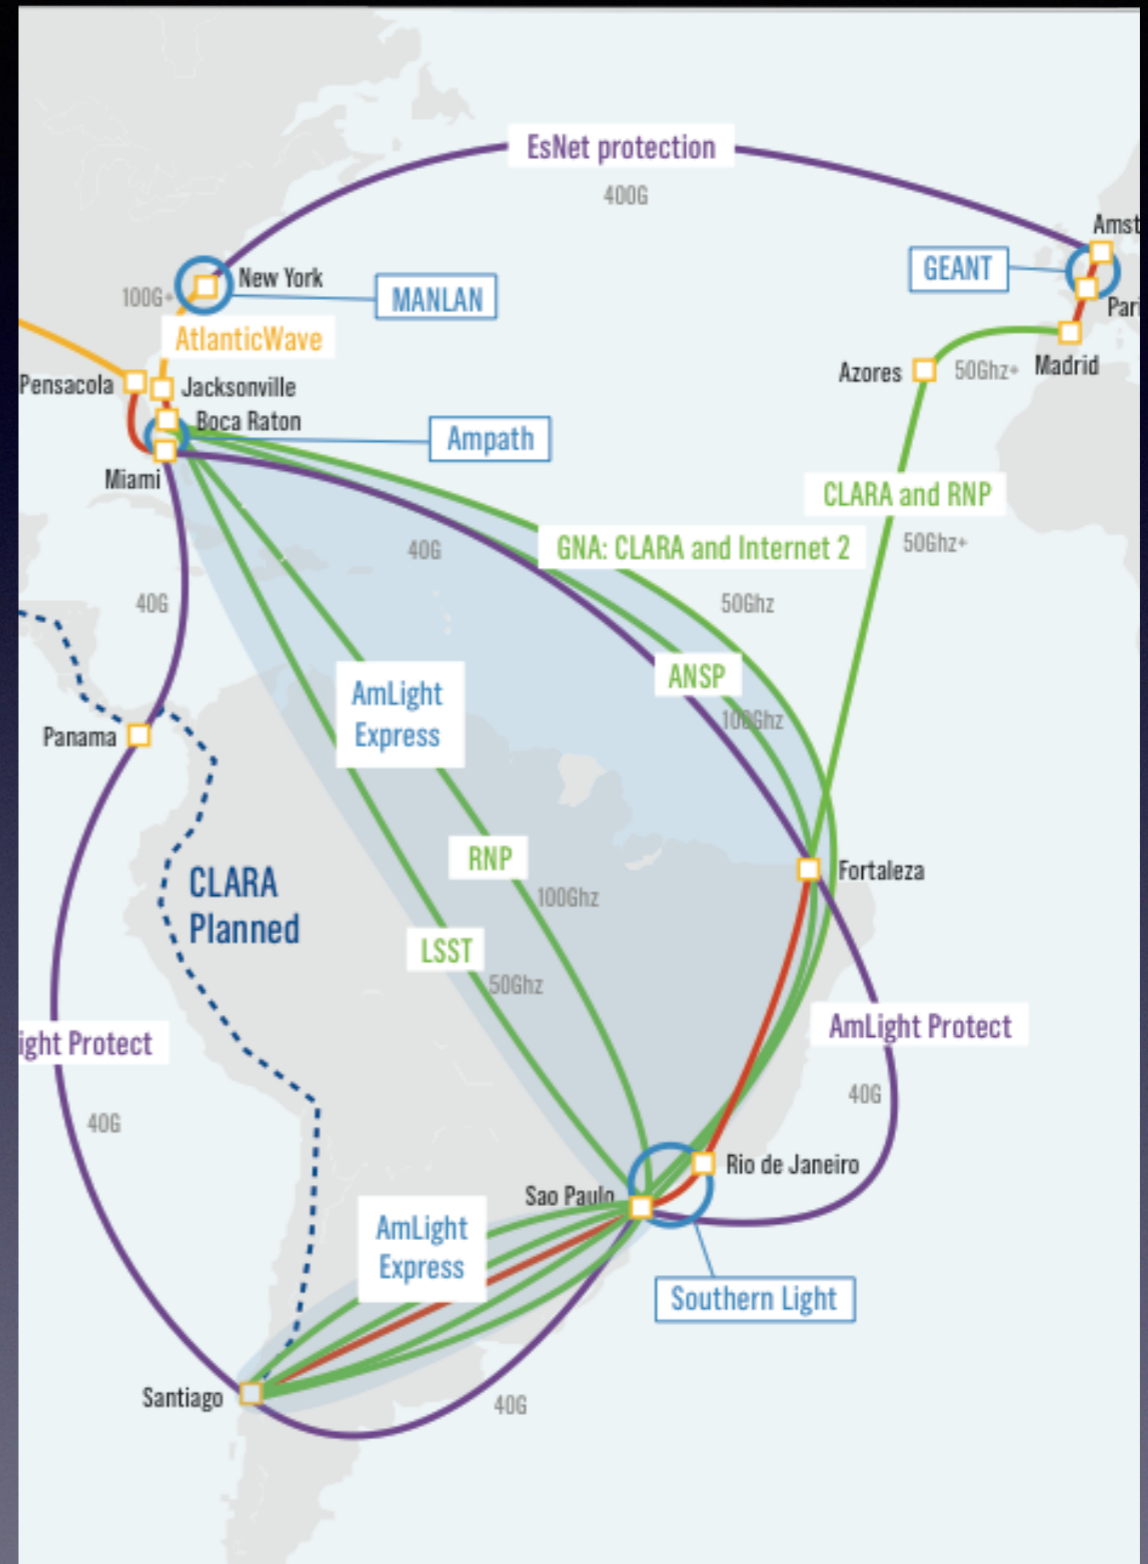 EsNet protection
400G
Amst
GEANT
New York
100G+
MANLAN
Pari
AtlanticWave
Azores
50Ghz+
Madrid
Pensacola
Jacksonville
Boca Raton
Ampath
Miami
CLARA and RNP
50Ghz+
GNA: CLARA and Internet 2
40G
40G
50Ghz
ANSP
AmLight
Express
100Ghz
Panama
RNP
Fortaleza
CLARA
Planned
100Ghz
LSST
50Ghz
AmLight Protect
ight Protect
40G
40G
Rio de Janeiro
Sao Paulo
AmLight
Express
Southern Light
Santiago
40G